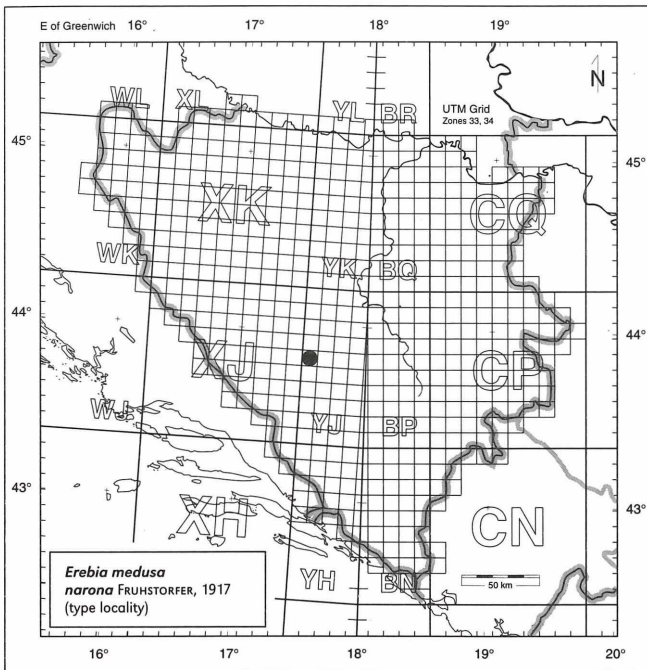 E of Greenwich 16° 17° 18° 19° 20°
N
UTM Grid
Zones 33, 34
WL XL YL BR
45° 45°
XK CQ
WK YK BQ
44° 44°
XJ CP
WJ YJ BP
43° 43°
XH CN
YH BN
50 km
Erebia medusa
narona FRUHSTORFER, 1917
(type locality)
16° 17° 18° 19° 20°